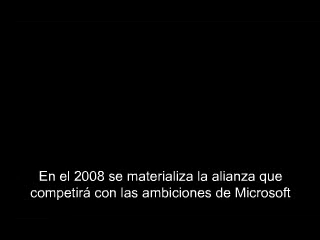 En el 2008 se materializa la alianza que
competirá con las ambiciones de Microsoft